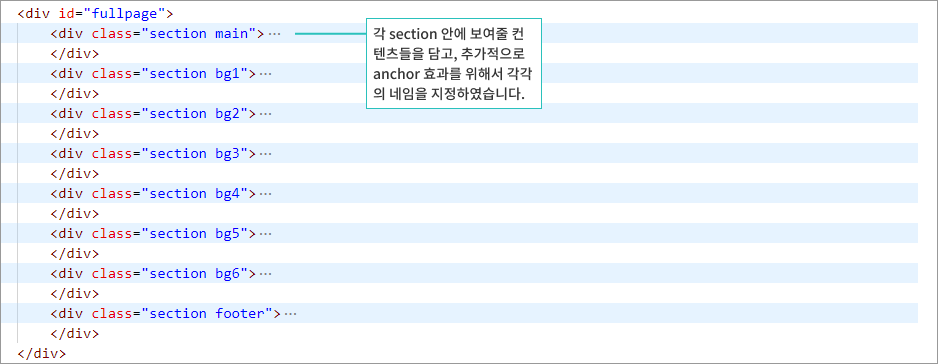 <div id="fullpage">
<div class="section main">⋯
</div>
<div class="section bg1">⋯
</div>
<div class="section bg2">⋯
</div>
<div class="section bg3">⋯
</div>
<div class="section bg4">⋯
</div>
<div class="section bg5">⋯
</div>
<div class="section bg6">⋯
</div>
<div class="section footer">⋯
</div>
</div>
각 section 안에 보여줄 컨
텐츠들을 담고, 추가적으로
anchor 효과를 위해서 각각
의 네임을 지정하였습니다.